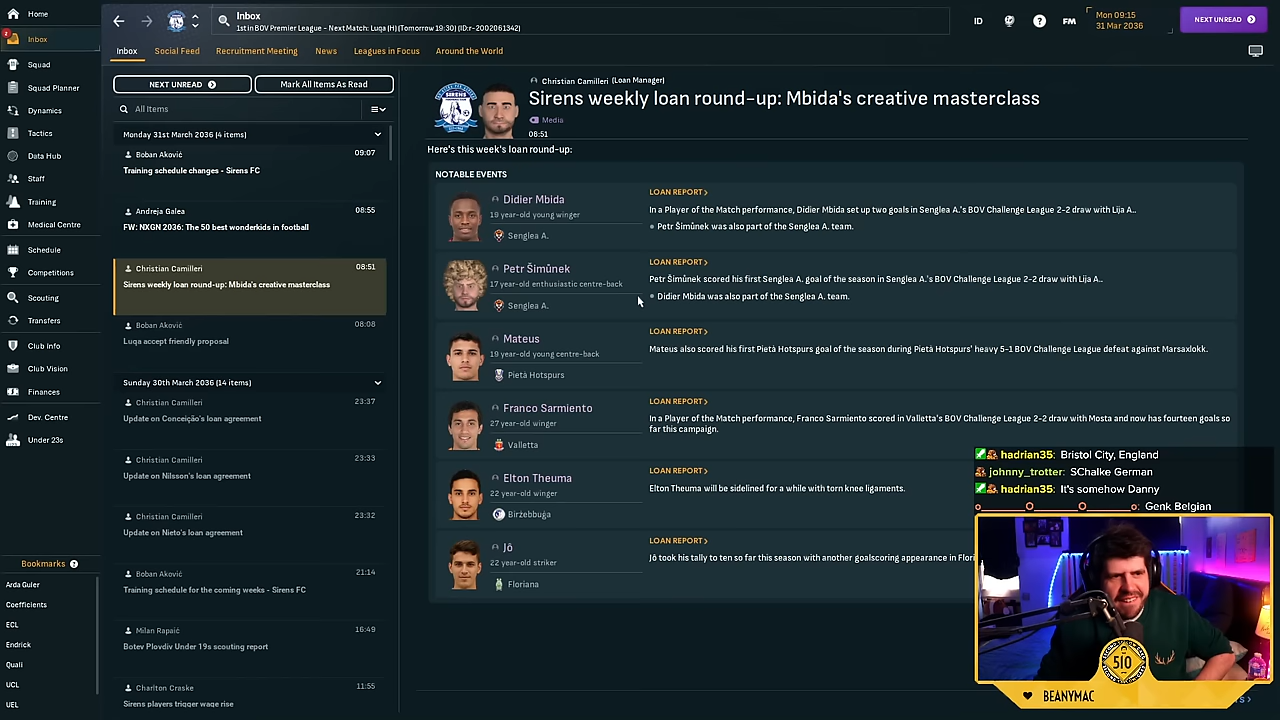 Home
2
Inbox
Squad
Squad Planner
Dynamics
Tactics
Data Hub
Staff
Training
Medical Centre
Schedule
Competitions
Scouting
Transfers
Club Info
Club Vision
Finances
Dev. Centre
Under 23s
Bookmarks
Arda Guler
Coefficients
ECL
Endrick
Quali
UCL
UEL
Inbox
1st in BOV Premier League - Next Match: Luqa (H) (Tomorrow 19:30) (ID:r-2002061342)
ID
FM
Mon 09:15
31 Mar 2036
NEXT UNREAD
Inbox
Social Feed
Recruitment Meeting
News
Leagues in Focus
Around the World
NEXT UNREAD
Mark All Items As Read
All Items
Monday 31st March 2036 (4 items)
Boban Aković 09:07
Training schedule changes - Sirens FC
Andreja Galea 08:55
FW: NXGN 2036: The 50 best wonderkids in football
Christian Camilleri 08:51
Sirens weekly loan round-up: Mbida's creative masterclass
Boban Aković 08:08
Luqa accept friendly proposal
Sunday 30th March 2036 (14 items)
Christian Camilleri 23:37
Update on Conceição's loan agreement
Christian Camilleri 23:33
Update on Nilsson's loan agreement
Christian Camilleri 23:32
Update on Nieto's loan agreement
Boban Aković 21:14
Training schedule for the coming weeks - Sirens FC
Milan Rapaić 16:49
Botev Plovdiv Under 19s scouting report
Charlton Craske 11:55
Sirens players trigger wage rise
SIRENS
Christian Camilleri (Loan Manager)
Sirens weekly loan round-up: Mbida's creative masterclass
Media
08:51
Here's this week's loan round-up:
NOTABLE EVENTS
Didier Mbida
19 year-old young winger
Senglea A.
LOAN REPORT
In a Player of the Match performance, Didier Mbida set up two goals in Senglea A.'s BOV Challenge League 2-2 draw with Lija A..
Petr Šimůnek was also part of the Senglea A. team.
Petr Šimůnek
17 year-old enthusiastic centre-back
Senglea A.
LOAN REPORT
Petr Šimůnek scored his first Senglea A. goal of the season in Senglea A.'s BOV Challenge League 2-2 draw with Lija A..
Didier Mbida was also part of the Senglea A. team.
Mateus
19 year-old young centre-back
Pietà Hotspurs
LOAN REPORT
Mateus also scored his first Pietà Hotspurs goal of the season during Pietà Hotspurs' heavy 5-1 BOV Challenge League defeat against Marsaxlokk.
Franco Sarmiento
27 year-old winger
Valletta
LOAN REPORT
In a Player of the Match performance, Franco Sarmiento scored in Valletta's BOV Challenge League 2-2 draw with Mosta and now has fourteen goals so
far this campaign.
Elton Theuma
22 year-old winger
Birżebbuġa
LOAN REPORT
Elton Theuma will be sidelined for a while with torn knee ligaments.
Jô
22 year-old striker
Floriana
LOAN REPORT
Jô took his tally to ten so far this season with another goalscoring appearance in Flori
hadrian35: Bristol City, England
johnny_trotter: SChalke German
hadrian35: It's somehow Danny
o______O______O______o: Genk Belgian
510
BEANYMAC